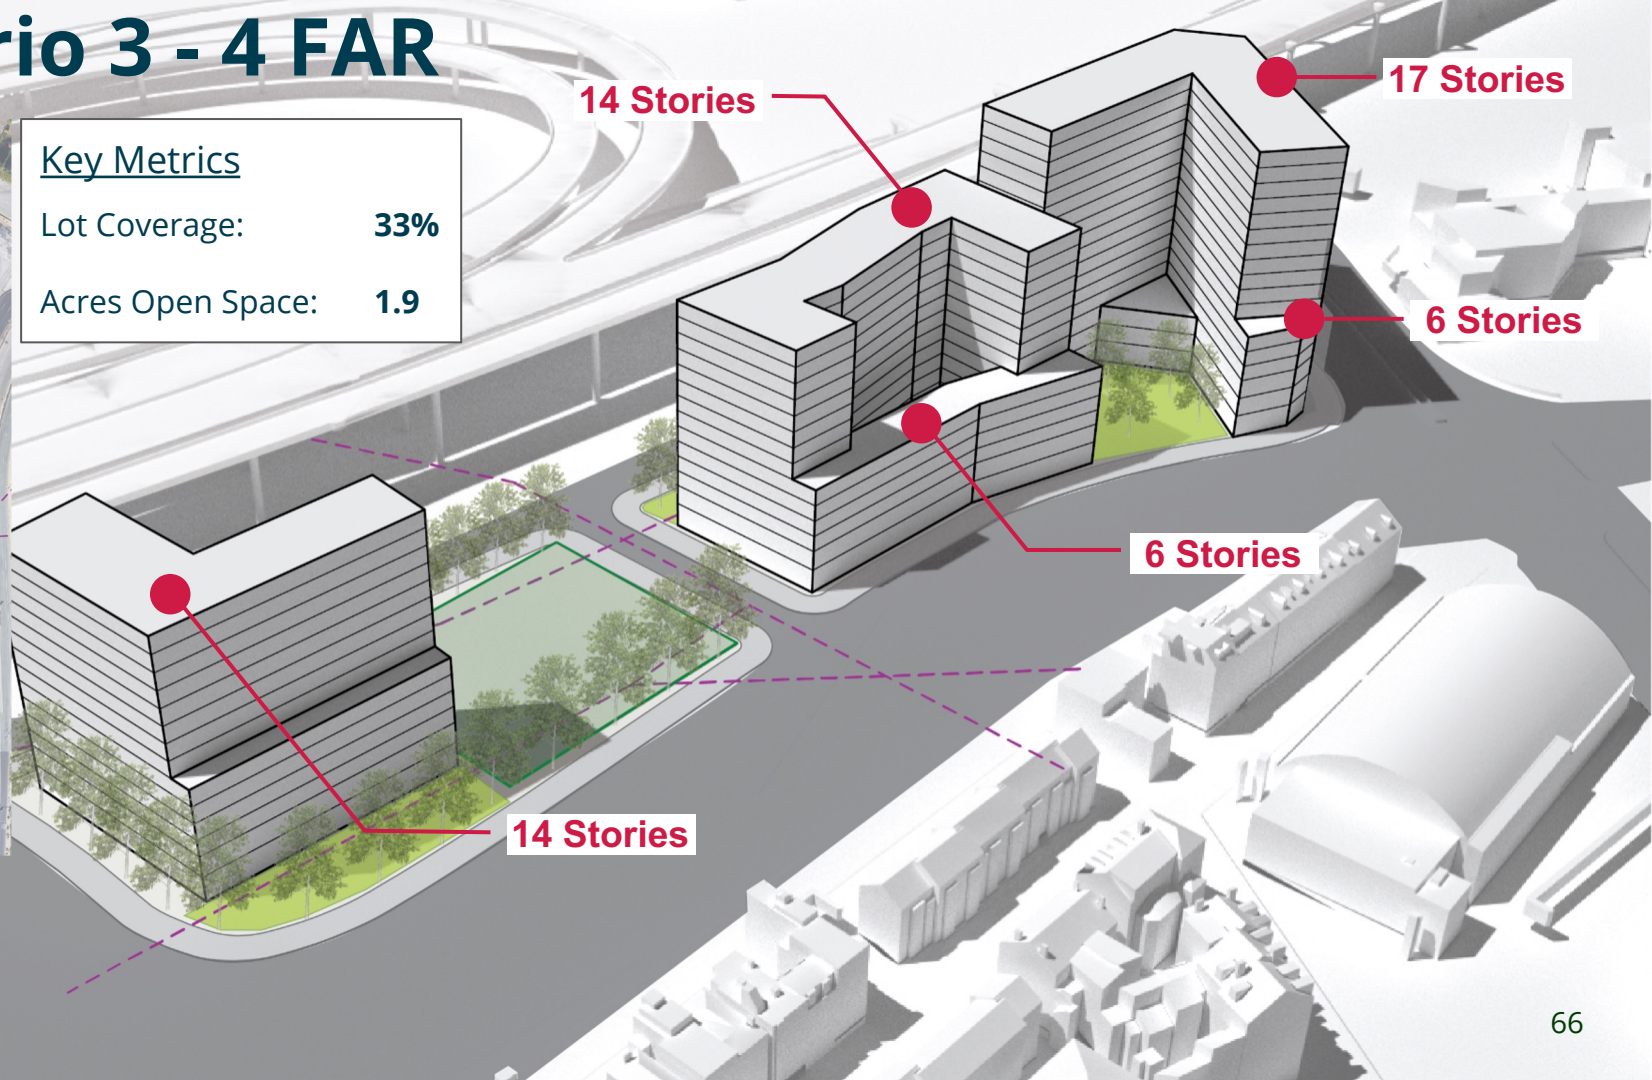 rio 3 - 4 FAR
Key Metrics
Lot Coverage: 33%
Acres Open Space: 1.9
14 Stories
17 Stories
6 Stories
6 Stories
14 Stories
66